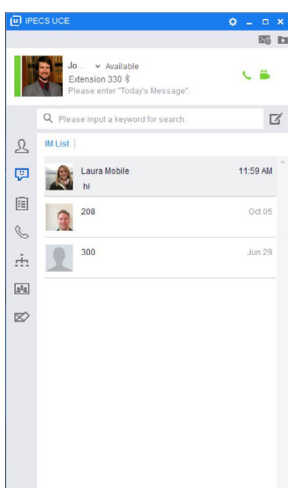 iPECS UCE
Jo... Available
Extension 330
Please enter "Today's Message".
Please input a keyword for search.
IM List
Laura Mobile 11:59 AM
hi
208 Oct 05
300 Jun 29